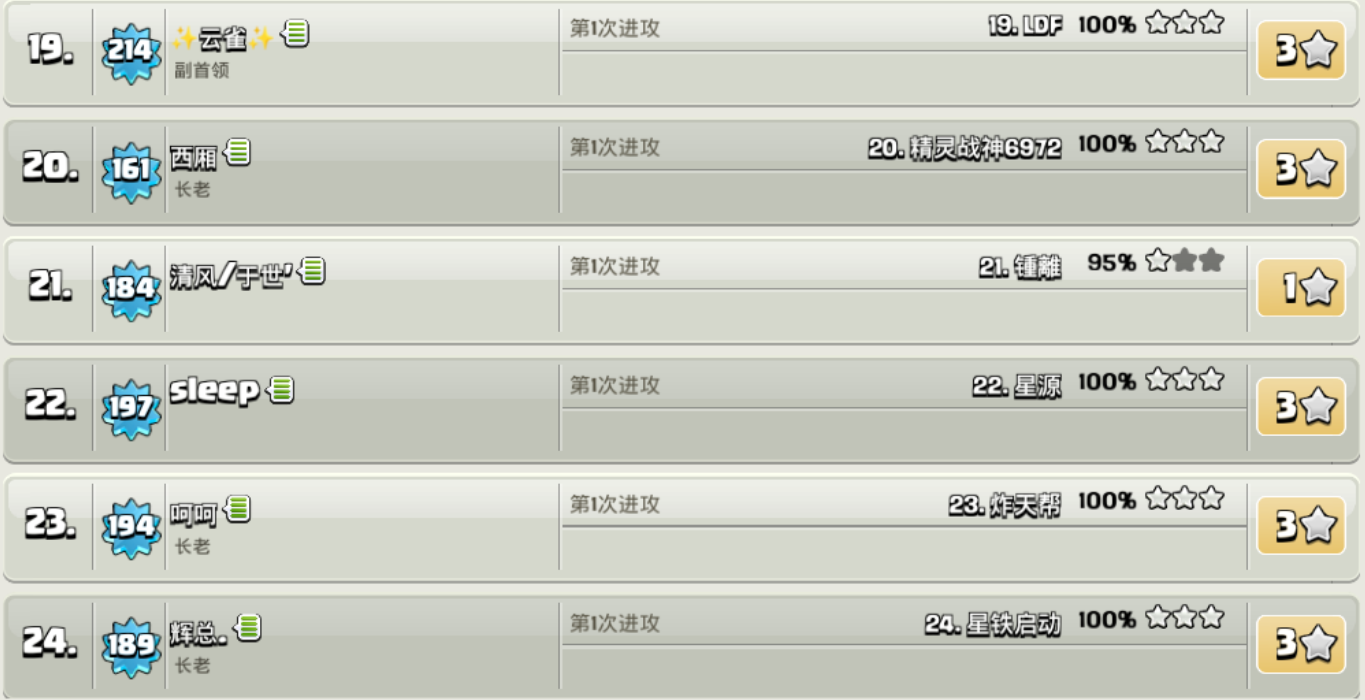 19. 214 ✨云雀✨ 第1次进攻 19. LDF 100% 3
副首领
20. 161 西厢 第1次进攻 20. 精灵战神6972 100% 3
长老
21. 184 清风/于世' 第1次进攻 21. 锺離 95% 1
22. 197 sleep 第1次进攻 22. 星源 100% 3
23. 194 呵呵 第1次进攻 23. 炸天帮 100% 3
长老
24. 189 辉总. 第1次进攻 24. 星铁启动 100% 3
长老